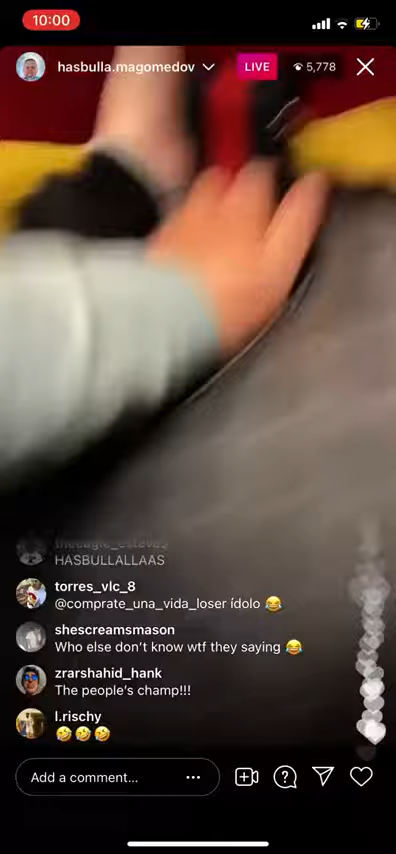 10:00
hasbulla.magomedov
LIVE
5,778
HASBULLALLAAS
torres_vlc_8
@comprate_una_vida_loser ídolo 😂
shescreamsmason
Who else don't know wtf they saying 😂
zrarshahid_hank
The people's champ!!!
l.rischy
🤣🤣🤣
Add a comment...